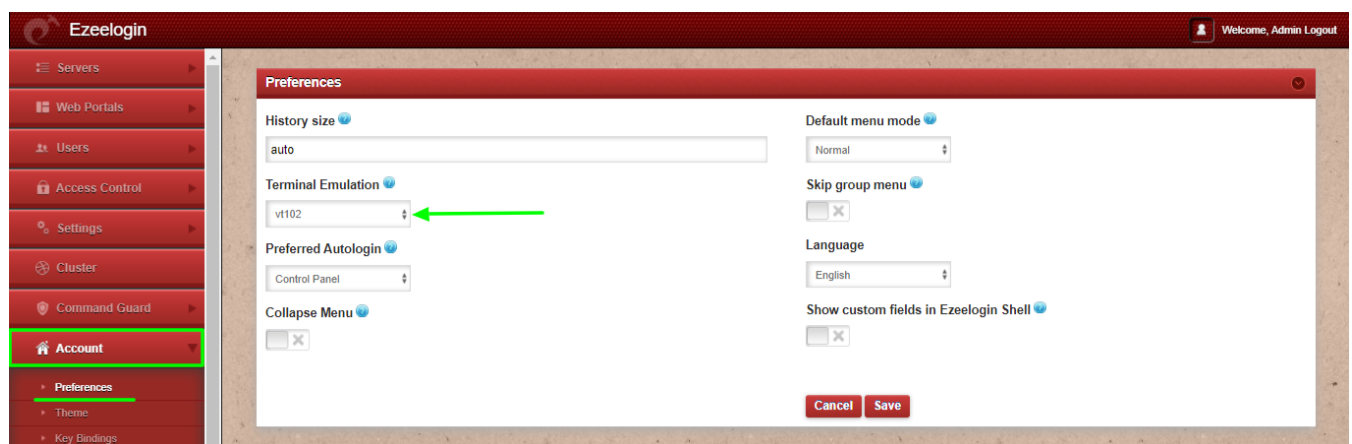 Ezeelogin
Welcome, Admin Logout
Servers
Web Portals
Users
Access Control
Settings
Cluster
Command Guard
Account
Preferences
Theme
Key Bindings
Preferences
History size
auto
Terminal Emulation
vt102
Preferred Autologin
Control Panel
Collapse Menu
Default menu mode
Normal
Skip group menu
Language
English
Show custom fields in Ezeelogin Shell
Cancel Save